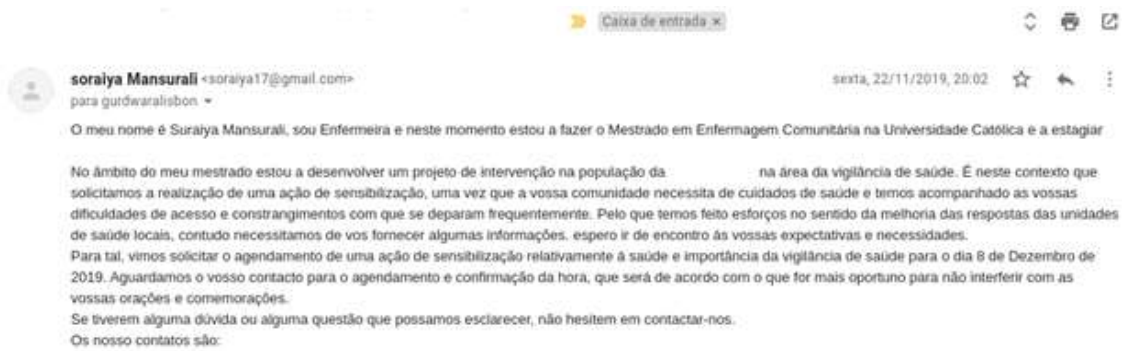 Caixa de entrada ×
soraiya Mansurali <soraiya17@gmail.com>
sexta, 22/11/2019, 20:02
para gurdwaralisbon
O meu nome é Suraiya Mansurali, sou Enfermeira e neste momento estou a fazer o Mestrado em Enfermagem Comunitária na Universidade Católica e a estagiar
No âmbito do meu mestrado estou a desenvolver um projeto de intervenção na população da na área da vigilância de saúde. É neste contexto que
solicitamos a realização de uma ação de sensibilização, uma vez que a vossa comunidade necessita de cuidados de saúde e temos acompanhado as vossas
dificuldades de acesso e constrangimentos com que se deparam frequentemente. Pelo que temos feito esforços no sentido da melhoria das respostas das unidades
de saúde locais, contudo necessitamos de vos fornecer algumas informações. espero ir de encontro ás vossas expectativas e necessidades.
Para tal, vimos solicitar o agendamento de uma ação de sensibilização relativamente á saúde e importância da vigilância de saúde para o dia 8 de Dezembro de
2019. Aguardamos o vosso contacto para o agendamento e confirmação da hora, que será de acordo com o que for mais oportuno para não interferir com as
vossas orações e comemorações.
Se tiverem alguma dúvida ou alguma questão que possamos esclarecer, não hesitem em contactar-nos.
Os nosso contatos são: